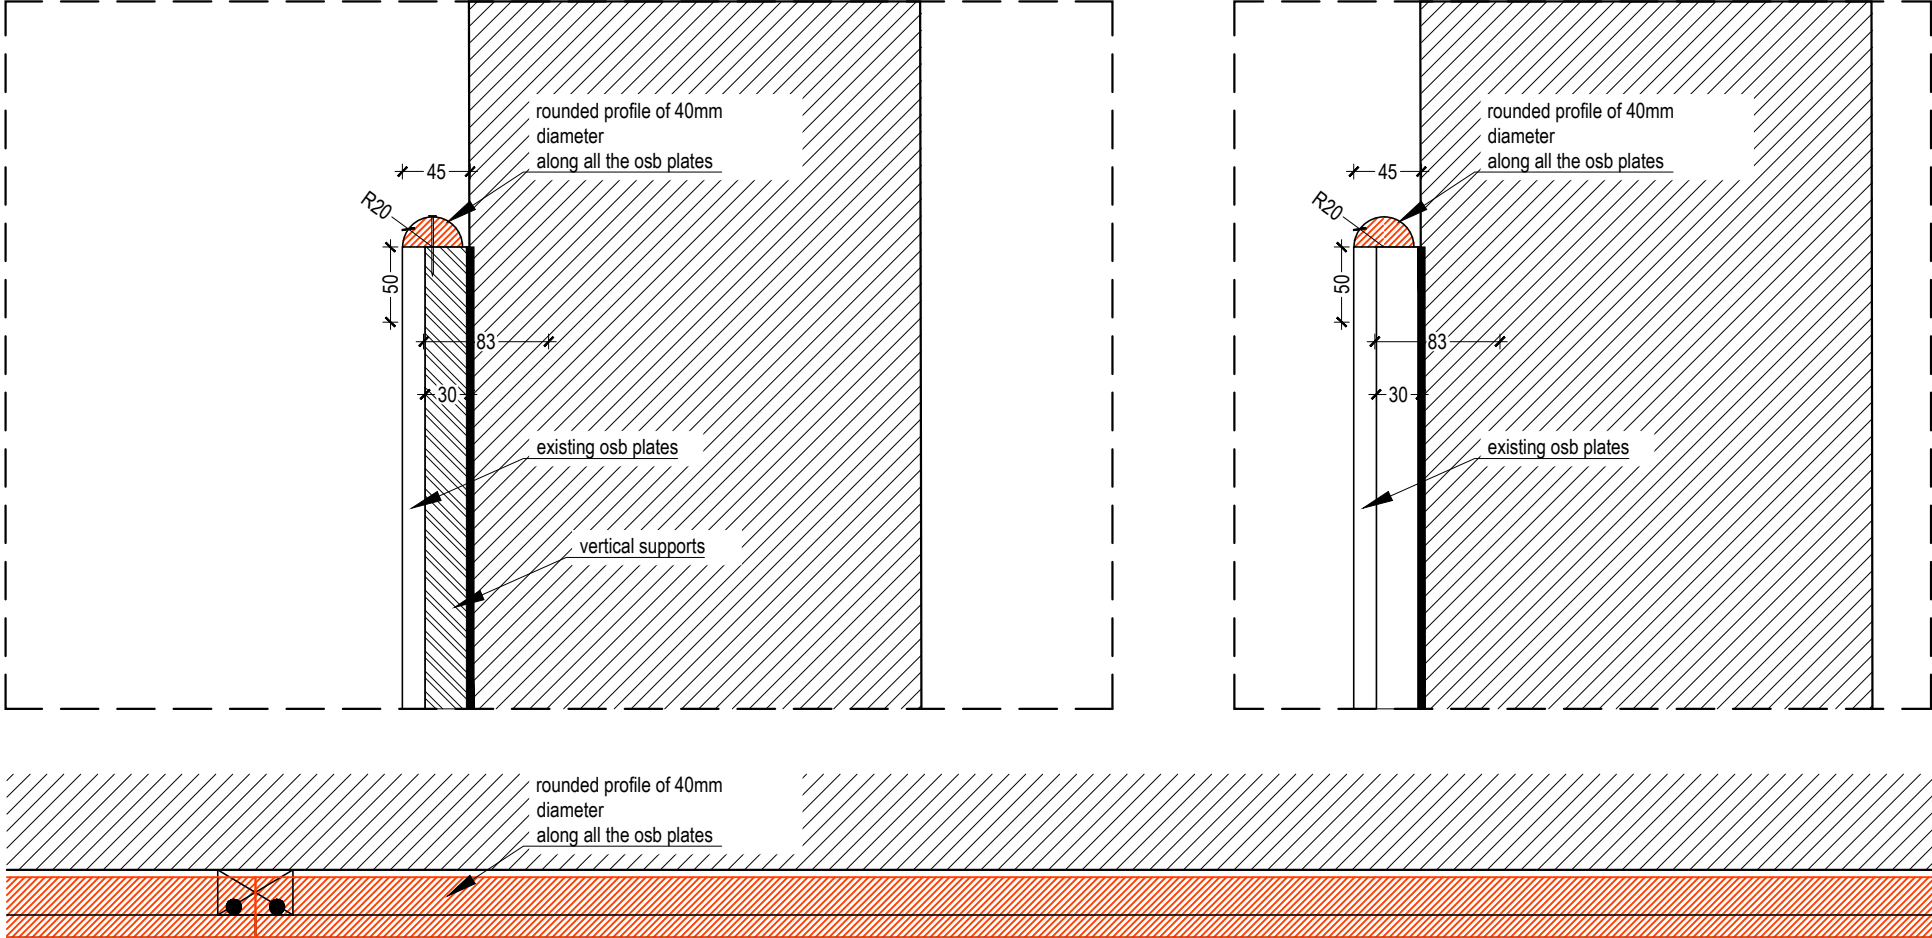 rounded profile of 40mm
diameter
along all the osb plates
45
R20
50
83
30
existing osb plates
vertical supports
rounded profile of 40mm
diameter
along all the osb plates
45
R20
50
83
30
existing osb plates
rounded profile of 40mm
diameter
along all the osb plates